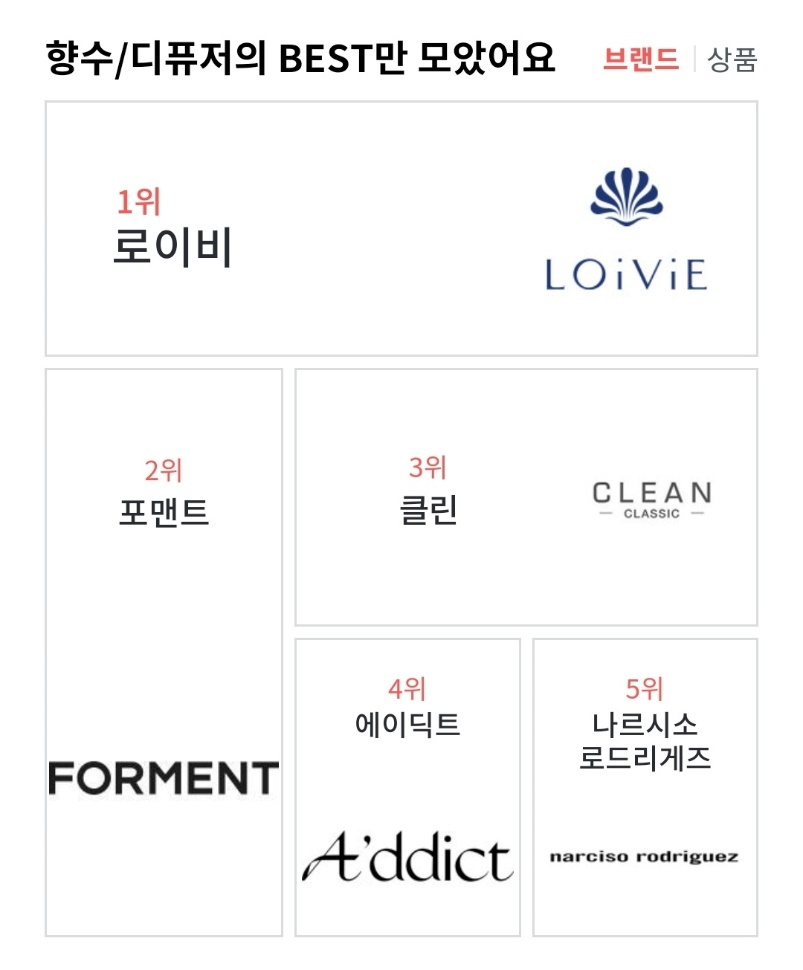 향수/디퓨저의 BEST만 모았어요
브랜드 | 상품
1위
로이비
LOiViE
2위
포맨트
FORMENT
3위
클린
CLEAN
— CLASSIC —
4위
에이딕트
A'ddict
5위
나르시소
로드리게즈
narciso rodriguez